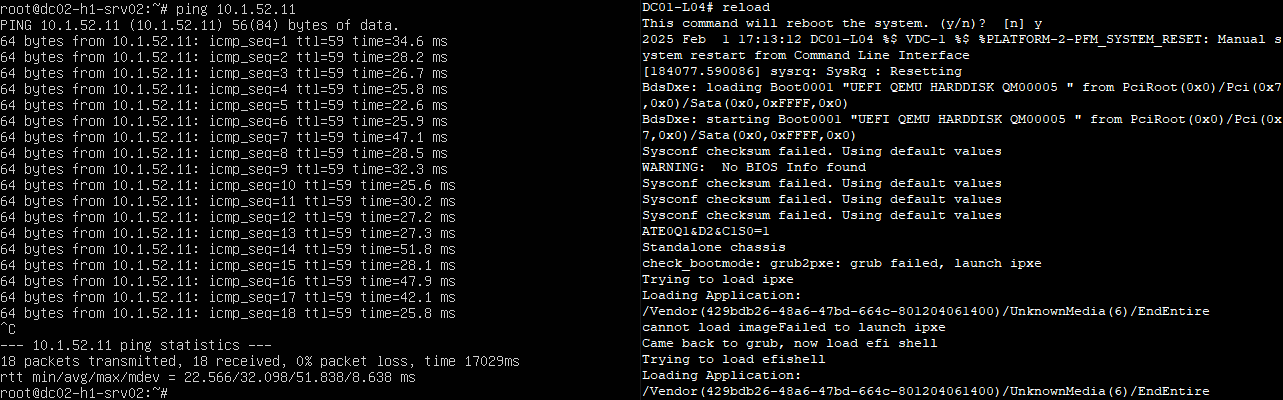 root@dc02-h1-srv02:~# ping 10.1.52.11
PING 10.1.52.11 (10.1.52.11) 56(84) bytes of data.
64 bytes from 10.1.52.11: icmp_seq=1 ttl=59 time=34.6 ms
64 bytes from 10.1.52.11: icmp_seq=2 ttl=59 time=28.2 ms
64 bytes from 10.1.52.11: icmp_seq=3 ttl=59 time=26.7 ms
64 bytes from 10.1.52.11: icmp_seq=4 ttl=59 time=25.8 ms
64 bytes from 10.1.52.11: icmp_seq=5 ttl=59 time=22.6 ms
64 bytes from 10.1.52.11: icmp_seq=6 ttl=59 time=25.9 ms
64 bytes from 10.1.52.11: icmp_seq=7 ttl=59 time=47.1 ms
64 bytes from 10.1.52.11: icmp_seq=8 ttl=59 time=28.5 ms
64 bytes from 10.1.52.11: icmp_seq=9 ttl=59 time=32.3 ms
64 bytes from 10.1.52.11: icmp_seq=10 ttl=59 time=25.6 ms
64 bytes from 10.1.52.11: icmp_seq=11 ttl=59 time=30.2 ms
64 bytes from 10.1.52.11: icmp_seq=12 ttl=59 time=27.2 ms
64 bytes from 10.1.52.11: icmp_seq=13 ttl=59 time=27.3 ms
64 bytes from 10.1.52.11: icmp_seq=14 ttl=59 time=51.8 ms
64 bytes from 10.1.52.11: icmp_seq=15 ttl=59 time=28.1 ms
64 bytes from 10.1.52.11: icmp_seq=16 ttl=59 time=47.9 ms
64 bytes from 10.1.52.11: icmp_seq=17 ttl=59 time=42.1 ms
64 bytes from 10.1.52.11: icmp_seq=18 ttl=59 time=25.8 ms
^C
--- 10.1.52.11 ping statistics ---
18 packets transmitted, 18 received, 0% packet loss, time 17029ms
rtt min/avg/max/mdev = 22.566/32.098/51.838/8.638 ms
root@dc02-h1-srv02:~#
DC01-L04# reload
This command will reboot the system. (y/n)?  [n] y
2025 Feb  1 17:13:12 DC01-L04 %$ VDC-1 %$ %PLATFORM-2-PFM_SYSTEM_RESET: Manual s
ystem restart from Command Line Interface
[184077.590086] sysrq: SysRq : Resetting
BdsDxe: loading Boot0001 "UEFI QEMU HARDDISK QM00005 " from PciRoot(0x0)/Pci(0x7
,0x0)/Sata(0x0,0xFFFF,0x0)
BdsDxe: starting Boot0001 "UEFI QEMU HARDDISK QM00005 " from PciRoot(0x0)/Pci(0x
7,0x0)/Sata(0x0,0xFFFF,0x0)
Sysconf checksum failed. Using default values
WARNING:  No BIOS Info found
Sysconf checksum failed. Using default values
Sysconf checksum failed. Using default values
Sysconf checksum failed. Using default values
ATE0Q1&D2&C1S0=1
Standalone chassis
check_bootmode: grub2pxe: grub failed, launch ipxe
Trying to load ipxe
Loading Application:
/Vendor(429bdb26-48a6-47bd-664c-801204061400)/UnknownMedia(6)/EndEntire
cannot load imageFailed to launch ipxe
Came back to grub, now load efi shell
Trying to load efishell
Loading Application:
/Vendor(429bdb26-48a6-47bd-664c-801204061400)/UnknownMedia(6)/EndEntire